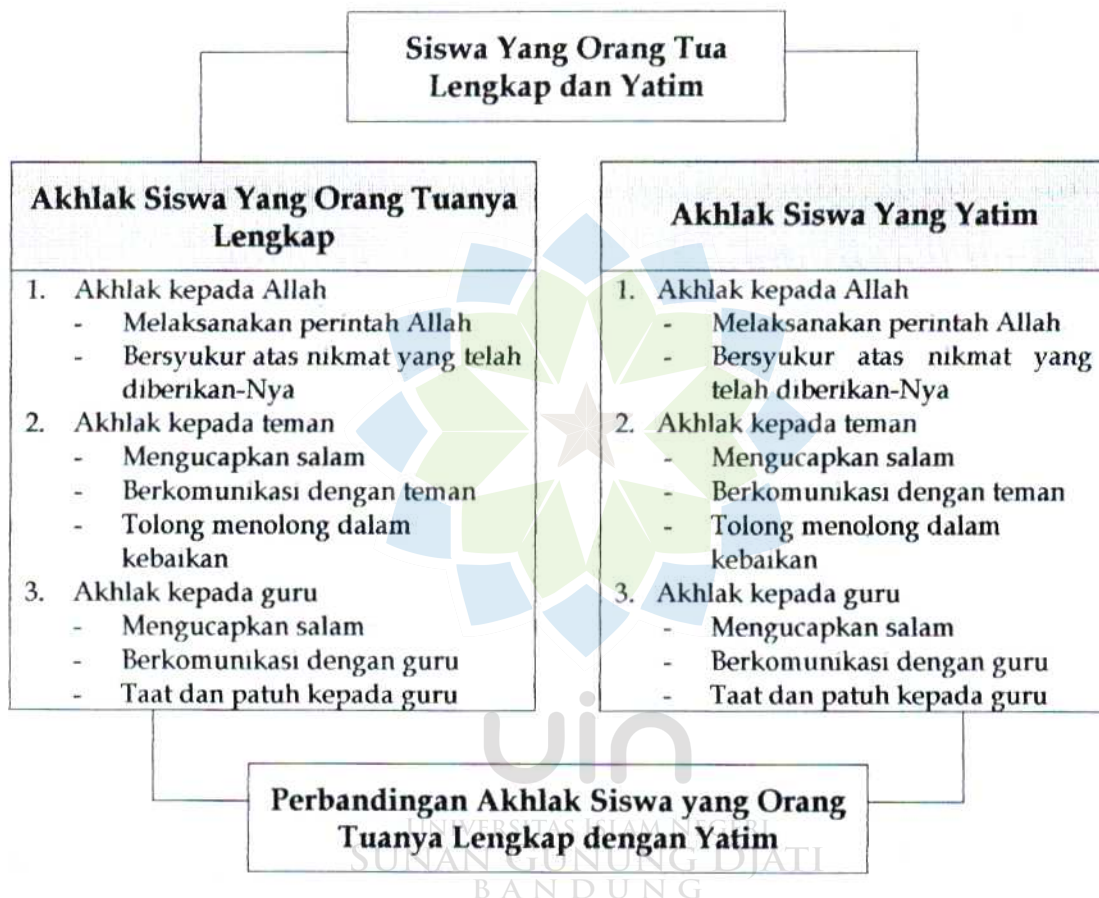 Siswa Yang Orang Tua
Lengkap dan Yatim
Akhlak Siswa Yang Orang Tuanya
Lengkap
1. Akhlak kepada Allah
- Melaksanakan perintah Allah
- Bersyukur atas nikmat yang telah
diberikan-Nya
2. Akhlak kepada teman
- Mengucapkan salam
- Berkomunikasi dengan teman
- Tolong menolong dalam
kebaikan
3. Akhlak kepada guru
- Mengucapkan salam
- Berkomunikasi dengan guru
- Taat dan patuh kepada guru
Akhlak Siswa Yang Yatim
1. Akhlak kepada Allah
- Melaksanakan perintah Allah
- Bersyukur atas nikmat yang
telah diberikan-Nya
2. Akhlak kepada teman
- Mengucapkan salam
- Berkomunikasi dengan teman
- Tolong menolong dalam
kebaikan
3. Akhlak kepada guru
- Mengucapkan salam
- Berkomunikasi dengan guru
- Taat dan patuh kepada guru
Perbandingan Akhlak Siswa yang Orang
Tuanya Lengkap dengan Yatim
uin
UNIVERSITAS ISLAM NEGERI
SUNAN GUNUNG DJATI
BANDUNG